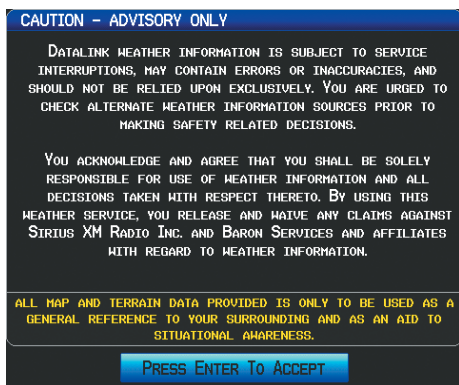 CAUTION – ADVISORY ONLY
DATALINK WEATHER INFORMATION IS SUBJECT TO SERVICE
INTERRUPTIONS, MAY CONTAIN ERRORS OR INACCURACIES, AND
SHOULD NOT BE RELIED UPON EXCLUSIVELY. YOU ARE URGED TO
CHECK ALTERNATE WEATHER INFORMATION SOURCES PRIOR TO
MAKING SAFETY RELATED DECISIONS.
YOU ACKNOWLEDGE AND AGREE THAT YOU SHALL BE SOLELY
RESPONSIBLE FOR USE OF WEATHER INFORMATION AND ALL
DECISIONS TAKEN WITH RESPECT THERETO. BY USING THIS
WEATHER SERVICE, YOU RELEASE AND WAIVE ANY CLAIMS AGAINST
SIRIUS XM RADIO INC. AND BARON SERVICES AND AFFILIATES
WITH REGARD TO WEATHER INFORMATION.
ALL MAP AND TERRAIN DATA PROVIDED IS ONLY TO BE USED AS A
GENERAL REFERENCE TO YOUR SURROUNDING AND AS AN AID TO
SITUATIONAL AWARENESS.
PRESS ENTER TO ACCEPT